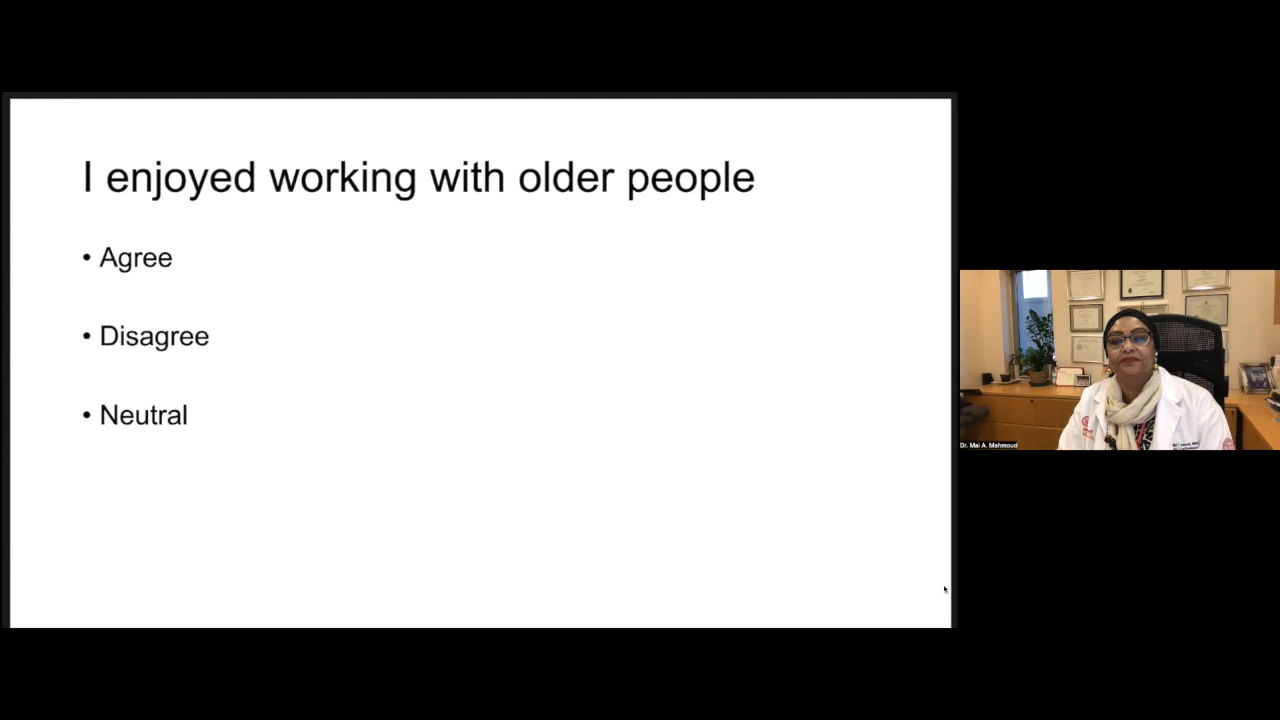 I enjoyed working with older people
• Agree
• Disagree
• Neutral
Dr. Mai A. Mahmoud